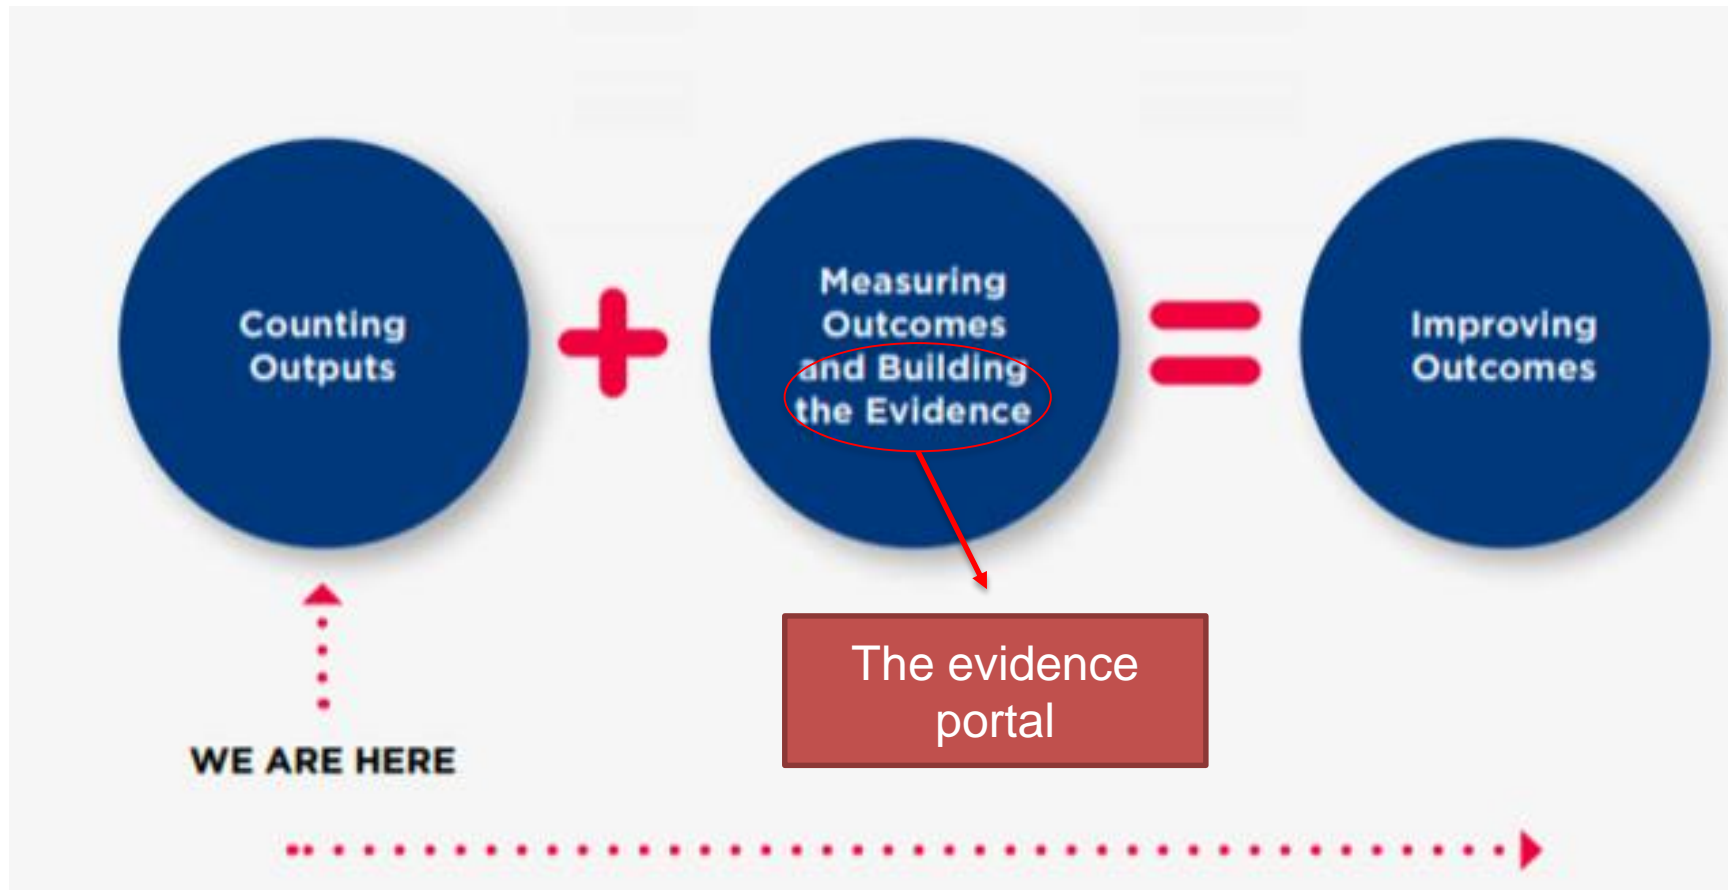 Counting
Outputs
Measuring
Outcomes
and Building
the Evidence
Improving
Outcomes
The evidence
portal
WE ARE HERE